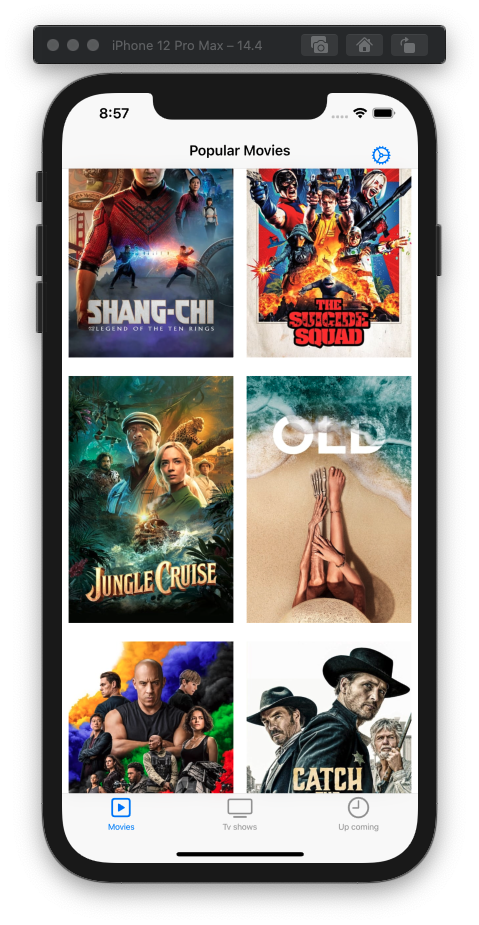 iPhone 12 Pro Max – 14.4
8:57
Popular Movies
SHANG-CHI
AND THE LEGEND OF THE TEN RINGS
THE
SUICIDE
SQUAD
JUNGLE CRUISE
OLD
CATCH
Movies
Tv shows
Up coming